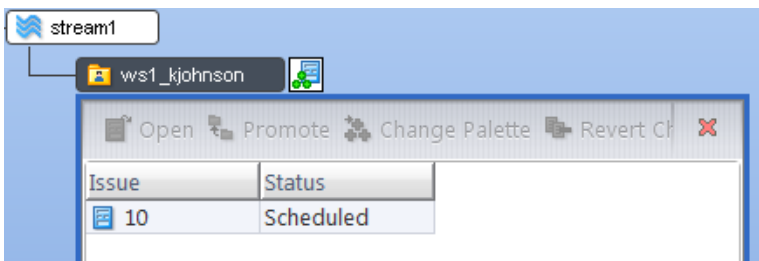 stream1
ws1_kjohnson
Open Promote Change Palette Revert Ch
Issue Status
10 Scheduled